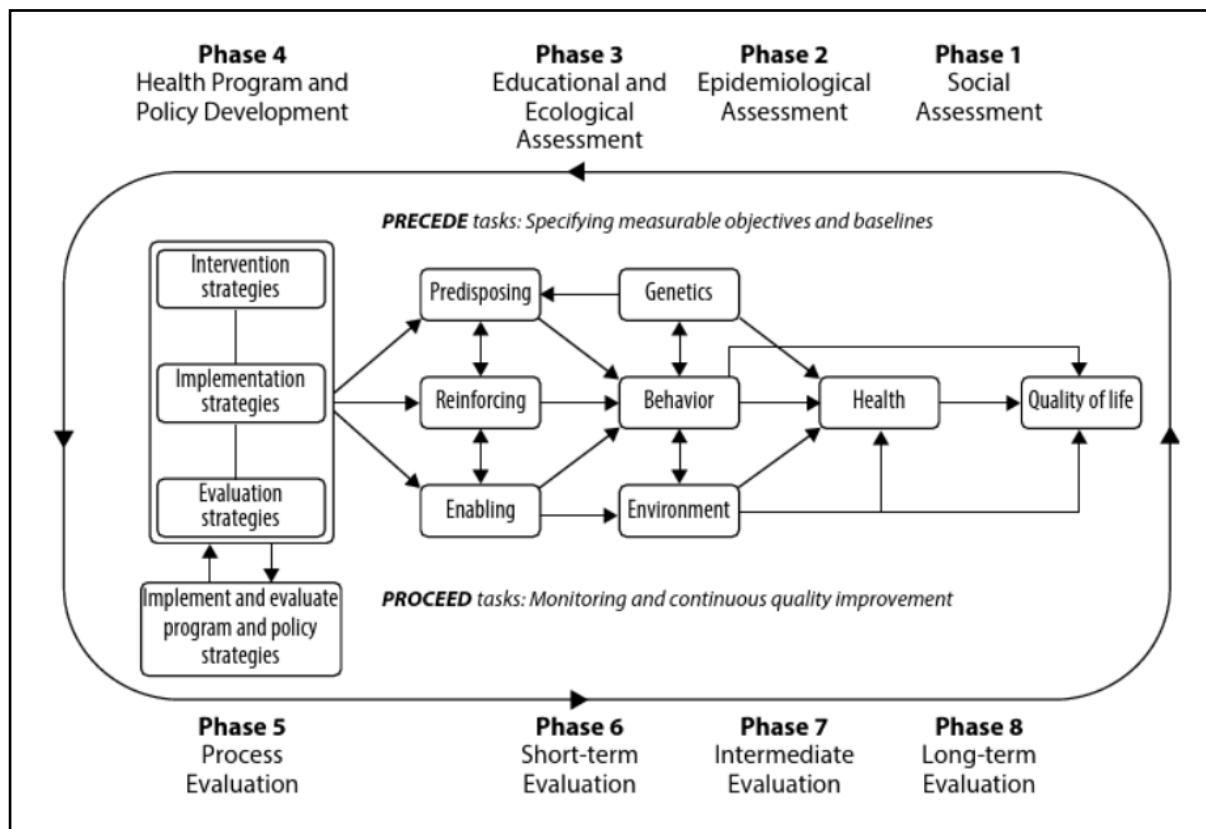 Phase 4
Health Program and
Policy Development
Phase 3
Educational and
Ecological
Assessment
Phase 2
Epidemiological
Assessment
Phase 1
Social
Assessment
PRECEDE tasks: Specifying measurable objectives and baselines
Intervention
strategies
Predisposing
Genetics
Implementation
strategies
Reinforcing
Behavior
Health
Quality of life
Evaluation
strategies
Enabling
Environment
Implement and evaluate
program and policy
strategies
PROCEED tasks: Monitoring and continuous quality improvement
Phase 5
Process
Evaluation
Phase 6
Short-term
Evaluation
Phase 7
Intermediate
Evaluation
Phase 8
Long-term
Evaluation